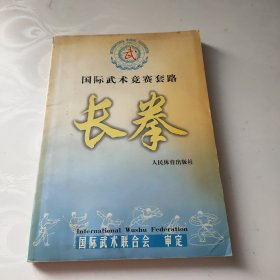 武
国际武术竞赛套路
长拳
人民体育出版社
International Wushu Federation
国际武术联合会 审定